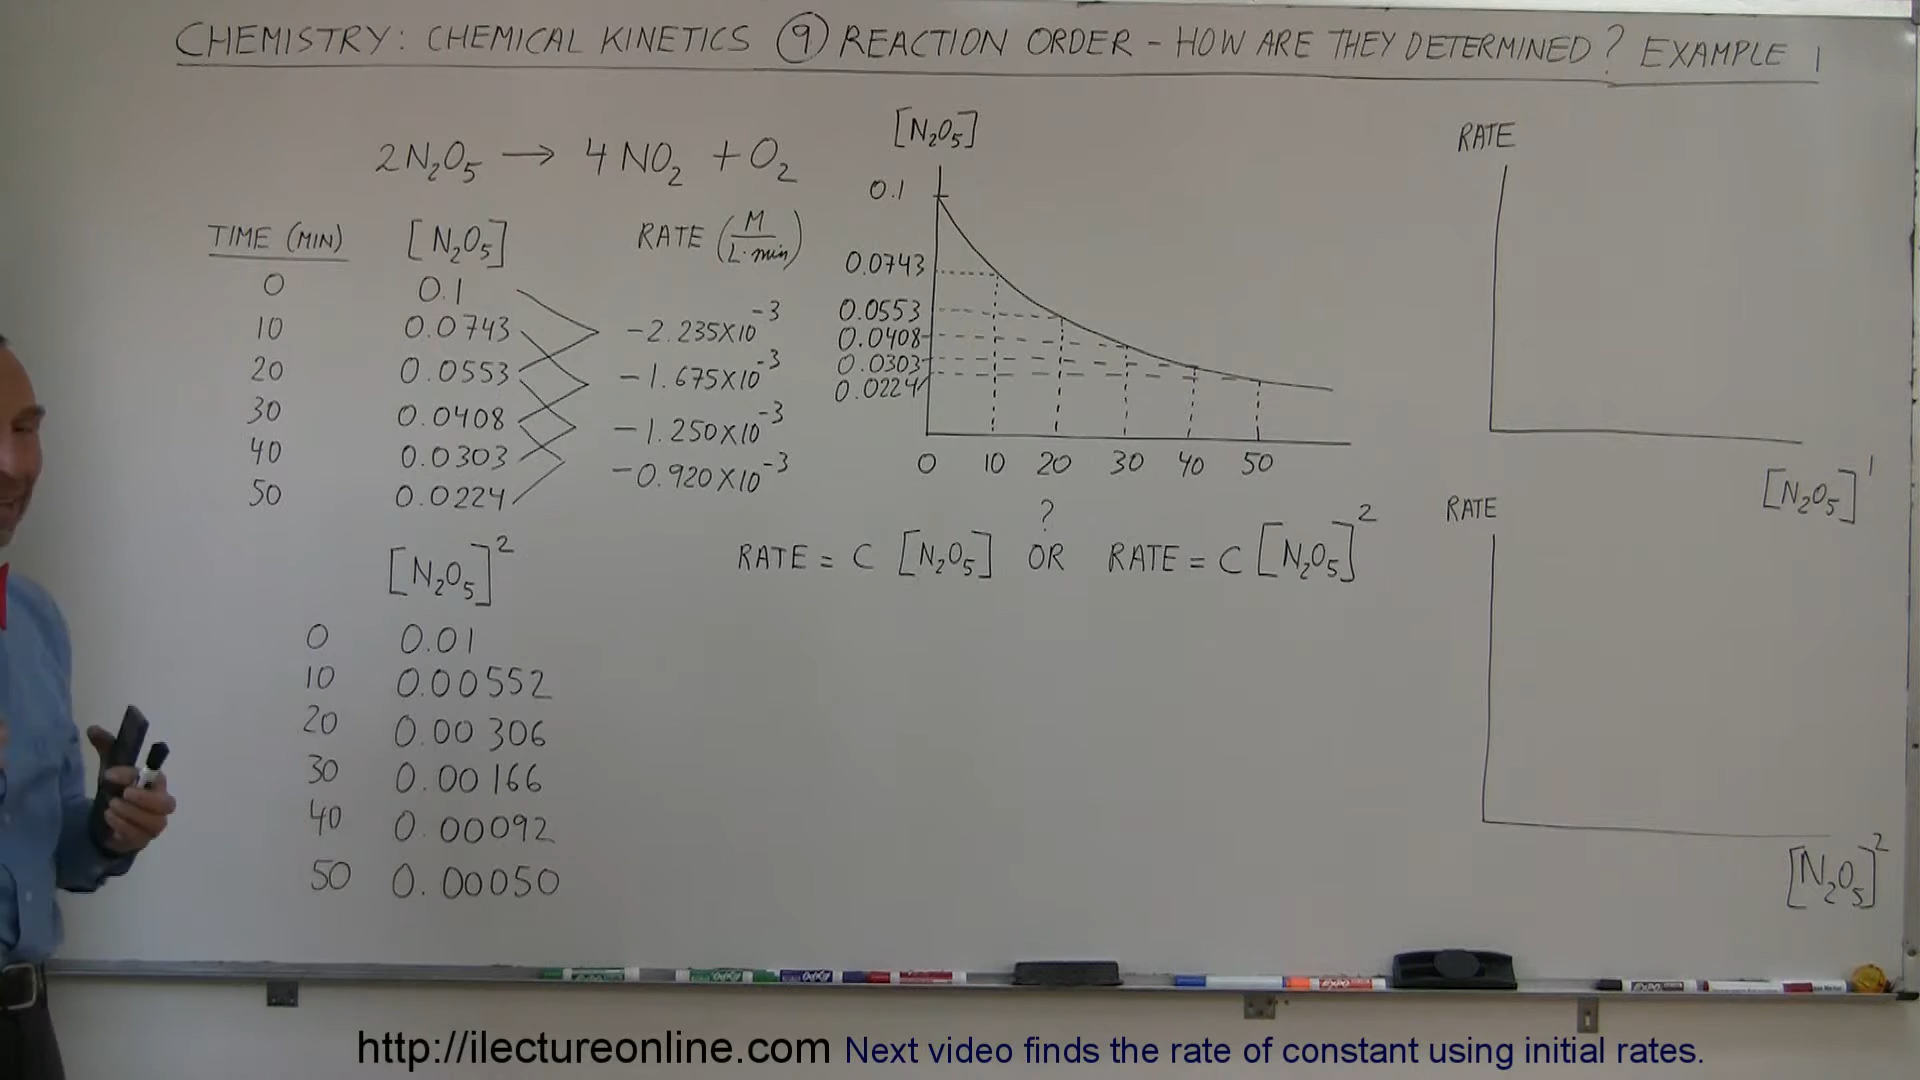 CHEMISTRY: CHEMICAL KINETICS ⑨ REACTION ORDER - HOW ARE THEY DETERMINED? EXAMPLE 1
2N₂O₅ → 4NO₂ + O₂
TIME (MIN) [N₂O₅] RATE (M/L·min)
0 0.1
10 0.0743 -2.235X10⁻³
20 0.0553 -1.675X10⁻³
30 0.0408 -1.250X10⁻³
40 0.0303 -0.920X10⁻³
50 0.0224
[N₂O₅]²
0 0.01
10 0.00552
20 0.00306
30 0.00166
40 0.00092
50 0.00050
[N₂O₅]
0.1
0.0743
0.0553
0.0408
0.0303
0.0224
0 10 20 30 40 50
?
RATE = C [N₂O₅] OR RATE = C [N₂O₅]²
RATE
[N₂O₅]¹
RATE
[N₂O₅]²
http://ilectureonline.com Next video finds the rate of constant using initial rates.